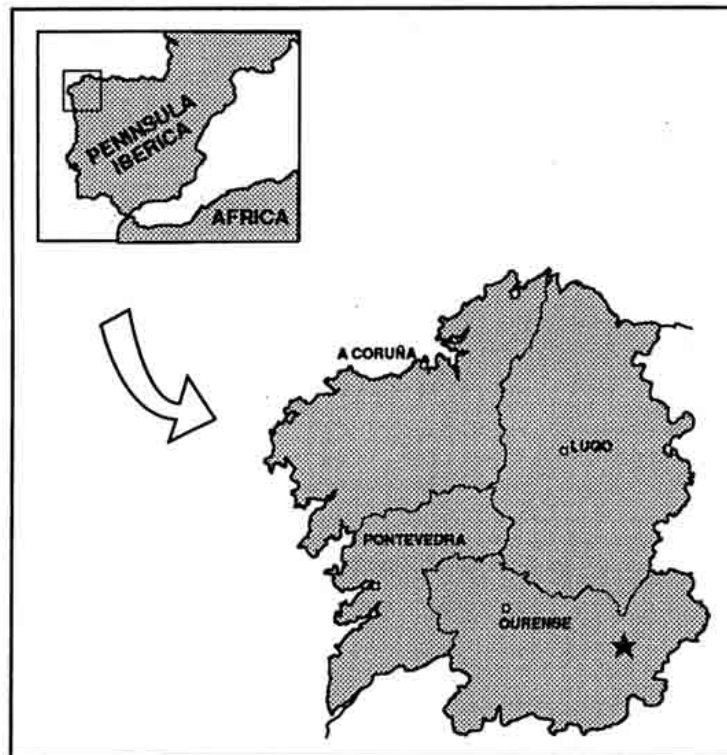 PENINSULA
IBERICA
AFRICA
A CORUÑA
LUGO
PONTEVEDRA
OURENSE